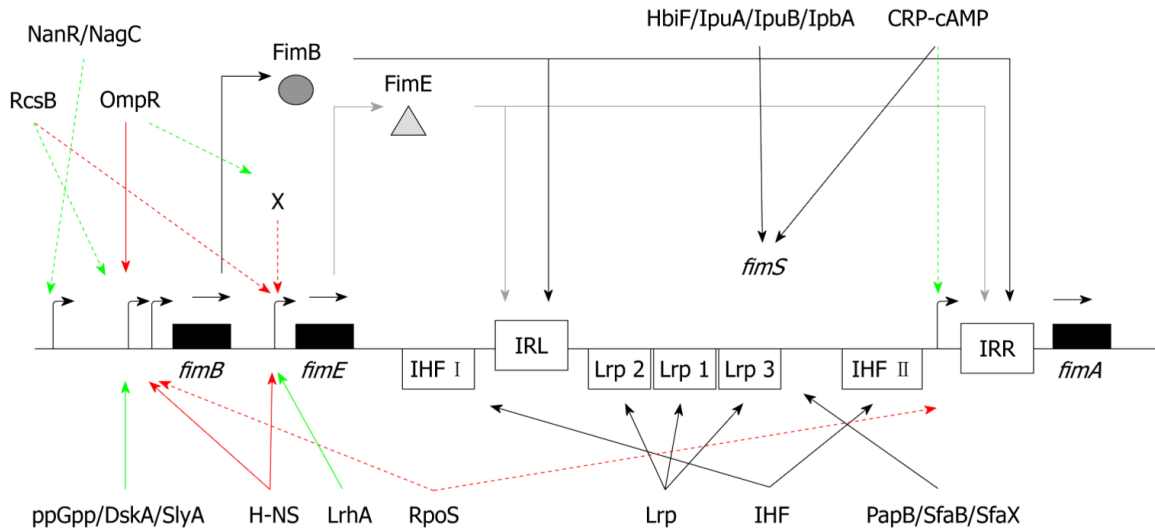 HbiF/IpuA/IpuB/IpbA
CRP-cAMP
NanR/NagC
FimB
FimE
RcsB
OmpR
X
fimS
IRL
IRR
fimB
fimE
IHF Ⅰ
Lrp 2
Lrp 1
Lrp 3
IHF Ⅱ
fimA
ppGpp/DskA/SlyA
H-NS
LrhA
RpoS
Lrp
IHF
PapB/SfaB/SfaX